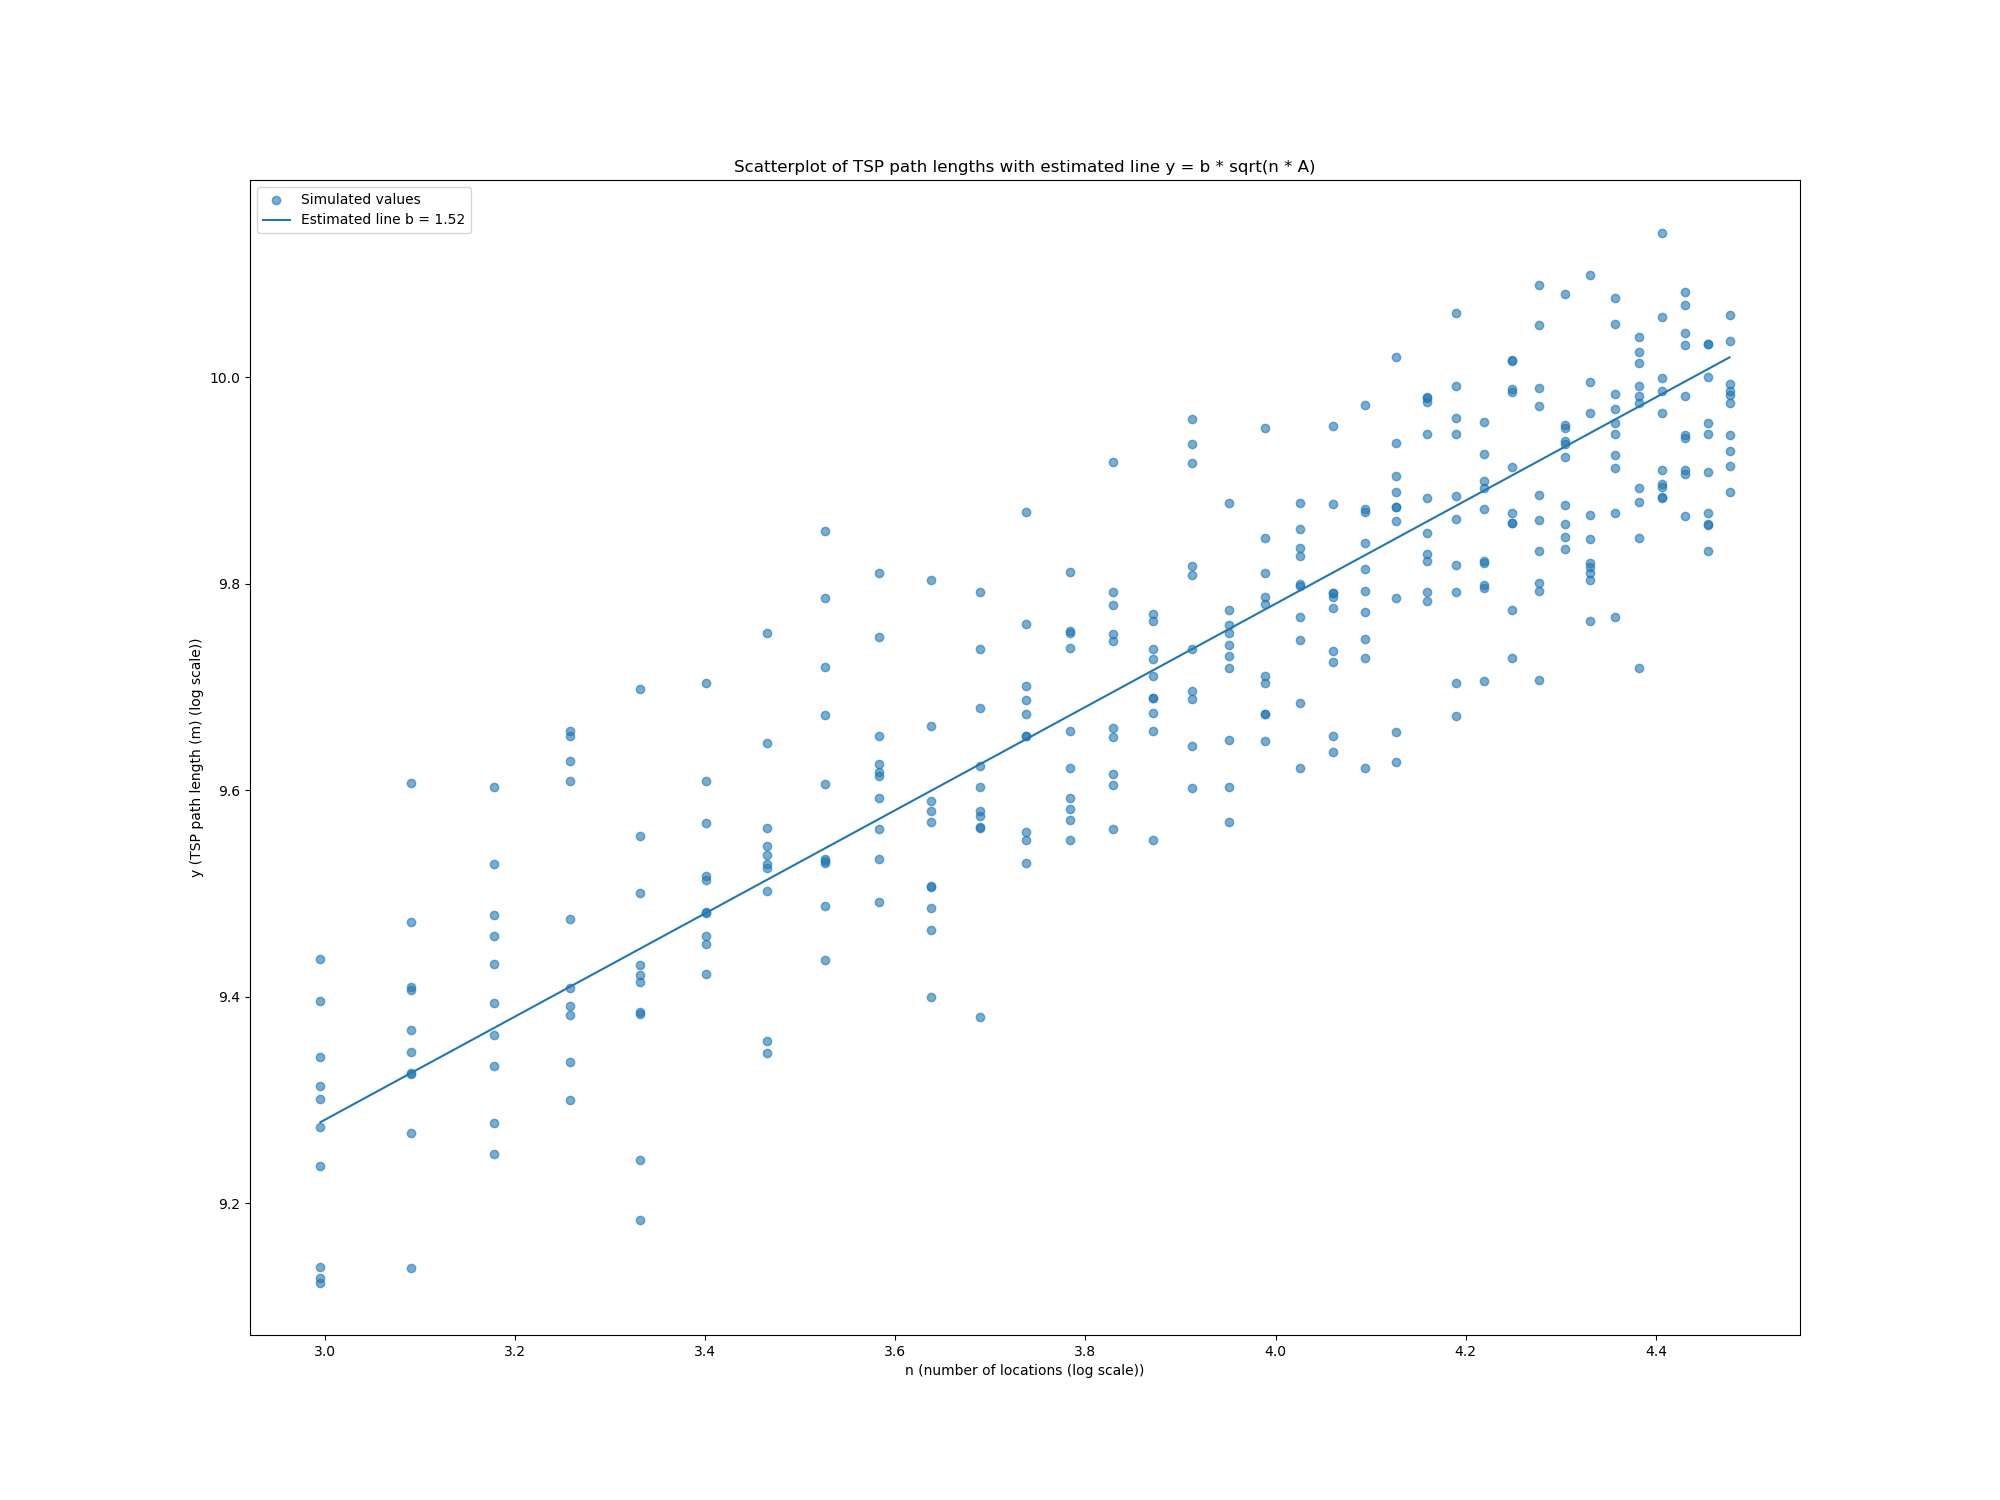 Scatterplot of TSP path lengths with estimated line y = b * sqrt(n * A)
Simulated values
Estimated line b = 1.52
10.0
9.8
9.6
9.4
9.2
y (TSP path length (m) (log scale))
3.0 3.2 3.4 3.6 3.8 4.0 4.2 4.4
n (number of locations (log scale))